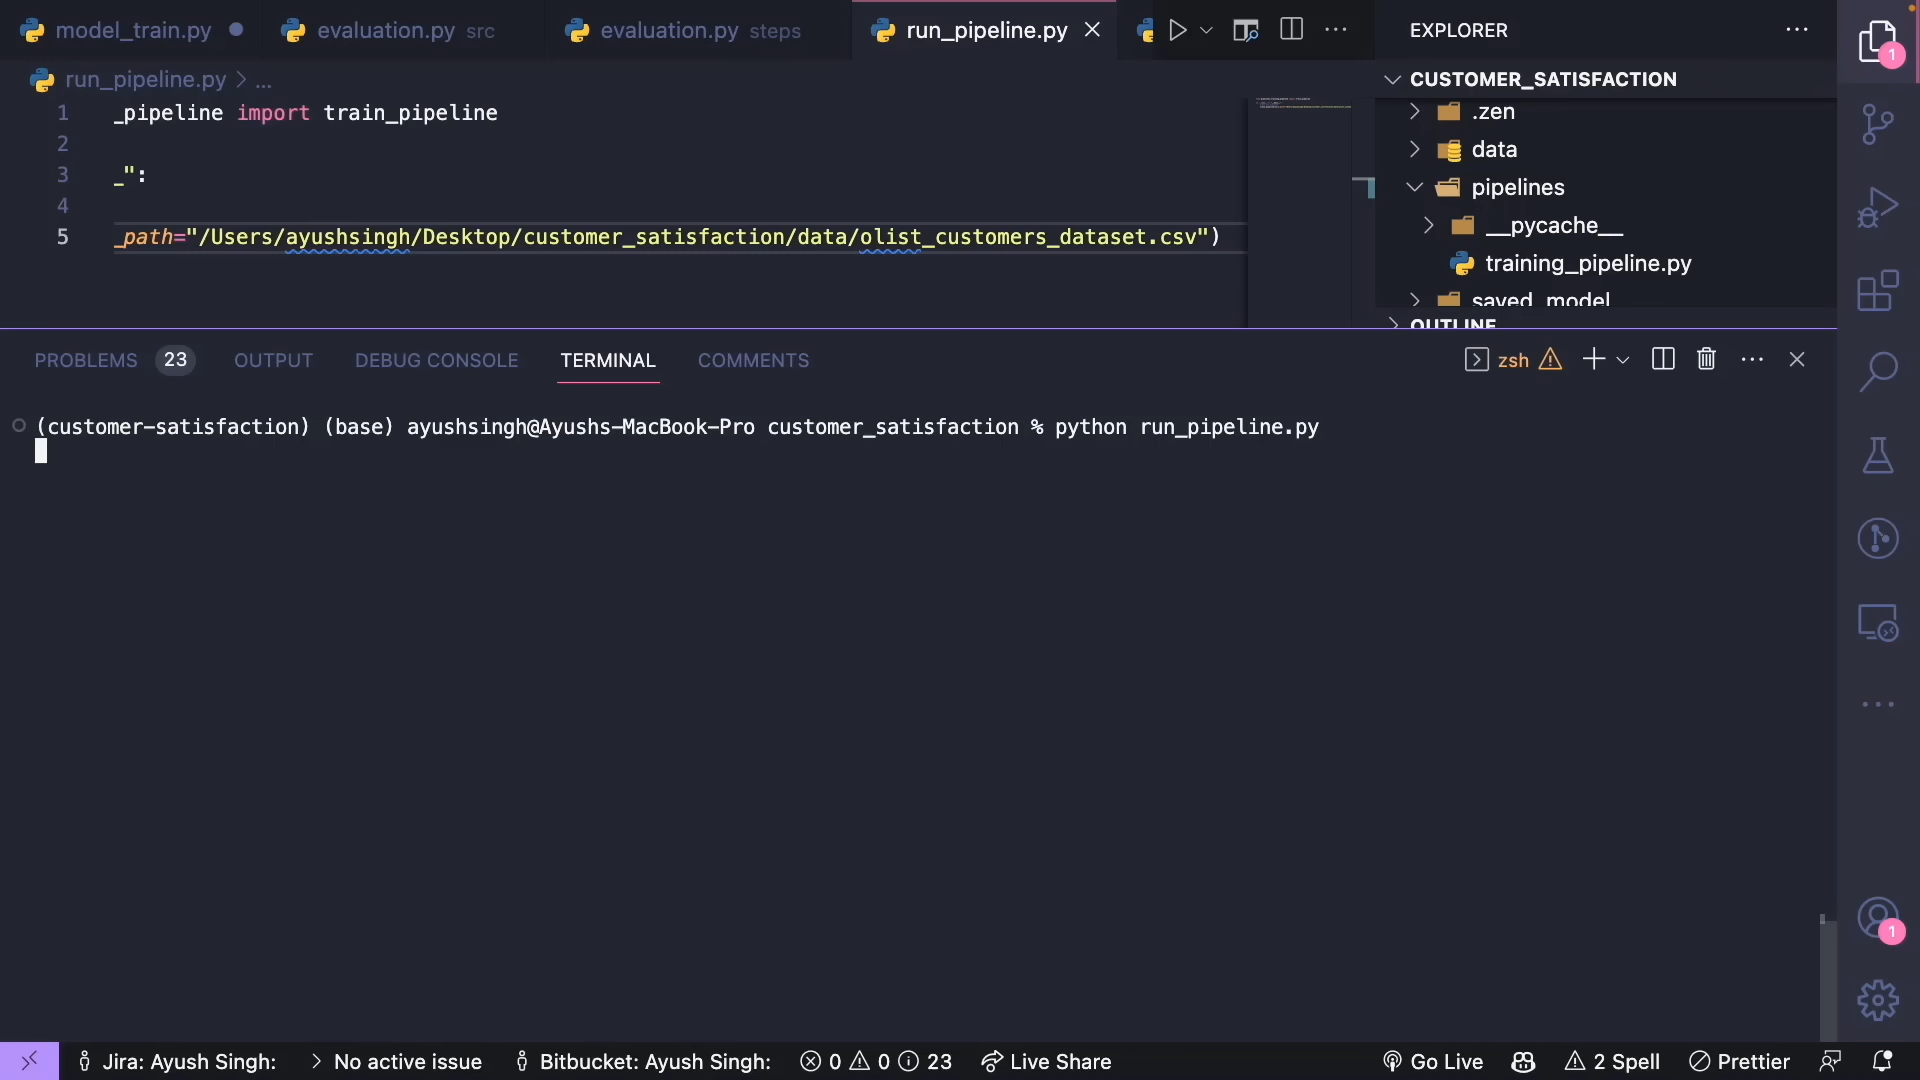 model_train.py
evaluation.py src
evaluation.py steps
run_pipeline.py
EXPLORER
1
run_pipeline.py > ...
CUSTOMER_SATISFACTION
1 _pipeline import train_pipeline
2
3 _":
4
5 _path="/Users/ayushsingh/Desktop/customer_satisfaction/data/olist_customers_dataset.csv")
.zen
data
pipelines
__pycache__
training_pipeline.py
saved_model
OUTLINE
PROBLEMS 23 OUTPUT DEBUG CONSOLE TERMINAL COMMENTS
zsh
(customer-satisfaction) (base) ayushsingh@Ayushs-MacBook-Pro customer_satisfaction % python run_pipeline.py
1
Jira: Ayush Singh: No active issue Bitbucket: Ayush Singh: 0 0 23 Live Share Go Live 2 Spell Prettier